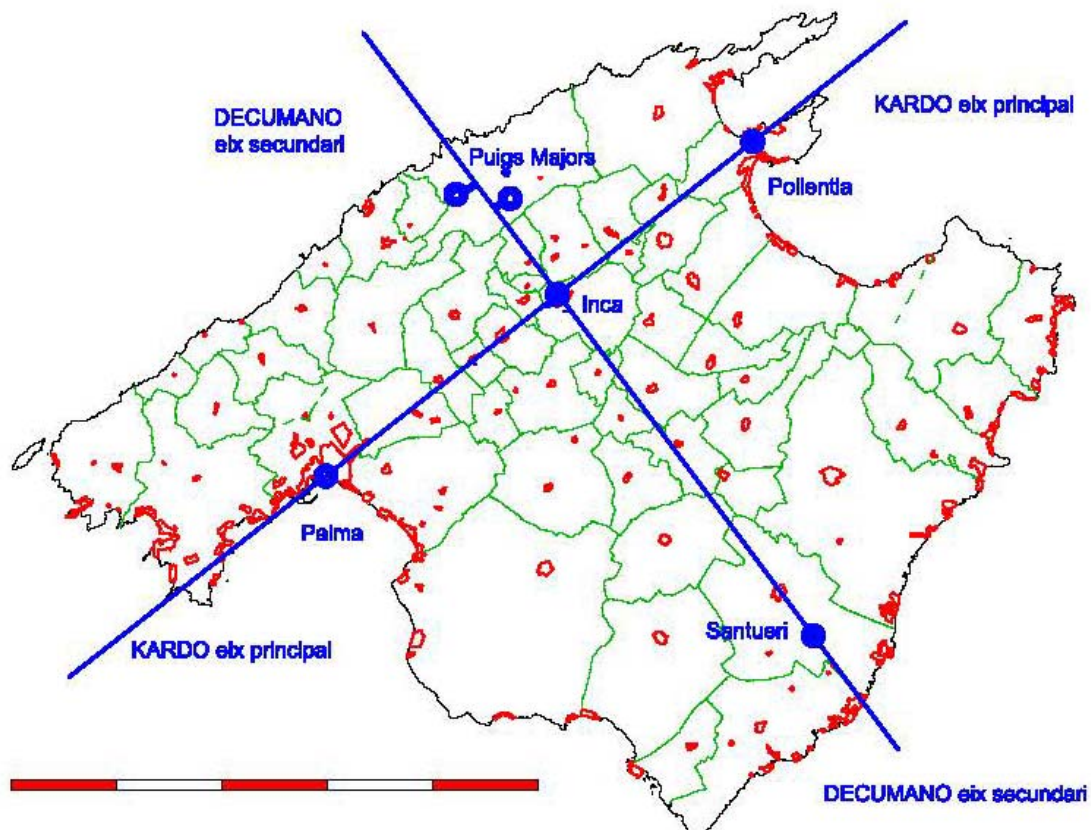 DECUMANO
eix secundari
KARDO eix principal
Puigs Majors
Pollentia
Inca
Palma
Santueri
KARDO eix principal
DECUMANO eix secundari